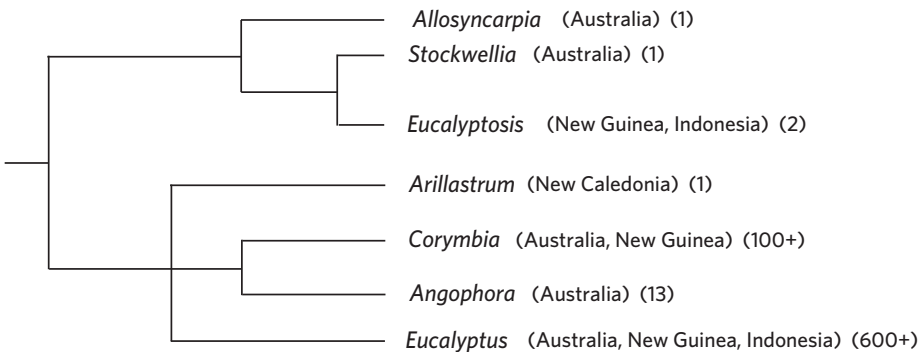 Allosyncarpia (Australia) (1)
Stockwellia (Australia) (1)
Eucalyptosis (New Guinea, Indonesia) (2)
Arillastrum (New Caledonia) (1)
Corymbia (Australia, New Guinea) (100+)
Angophora (Australia) (13)
Eucalyptus (Australia, New Guinea, Indonesia) (600+)